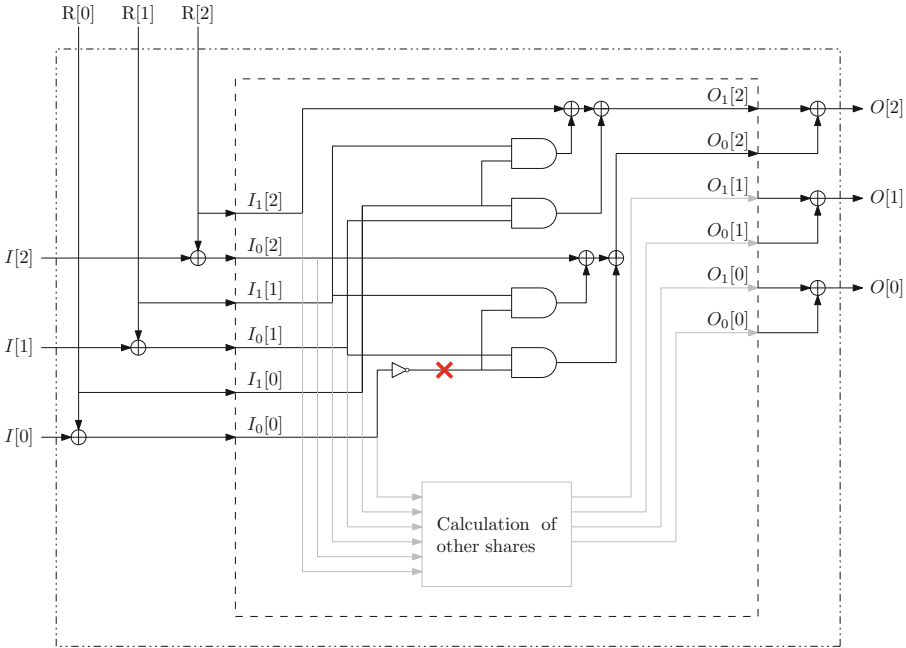 R[0] R[1] R[2]
O₁[2] O[2]
O₀[2]
I₁[2] O₁[1] O[1]
I[2] I₀[2] O₀[1]
I₁[1] O₁[0] O[0]
I[1] I₀[1] O₀[0]
I₁[0]
I[0] I₀[0]
Calculation of
other shares